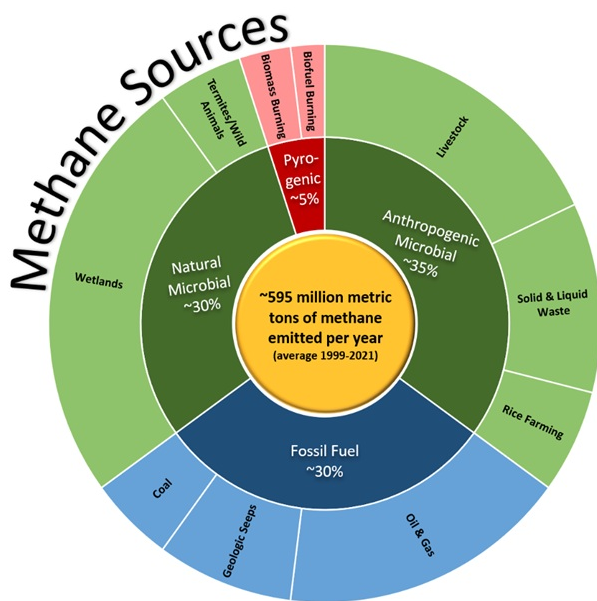 Methane Sources
Biomass Burning
Biofuel Burning
Termites/Wild
Animals
Livestock
Pyro-
genic
~5%
Anthropogenic
Microbial
~35%
Natural
Microbial
~30%
Wetlands
~595 million metric
tons of methane
emitted per year
(average 1999-2021)
Solid & Liquid
Waste
Rice Farming
Fossil Fuel
~30%
Coal
Geologic Seeps
Oil & Gas